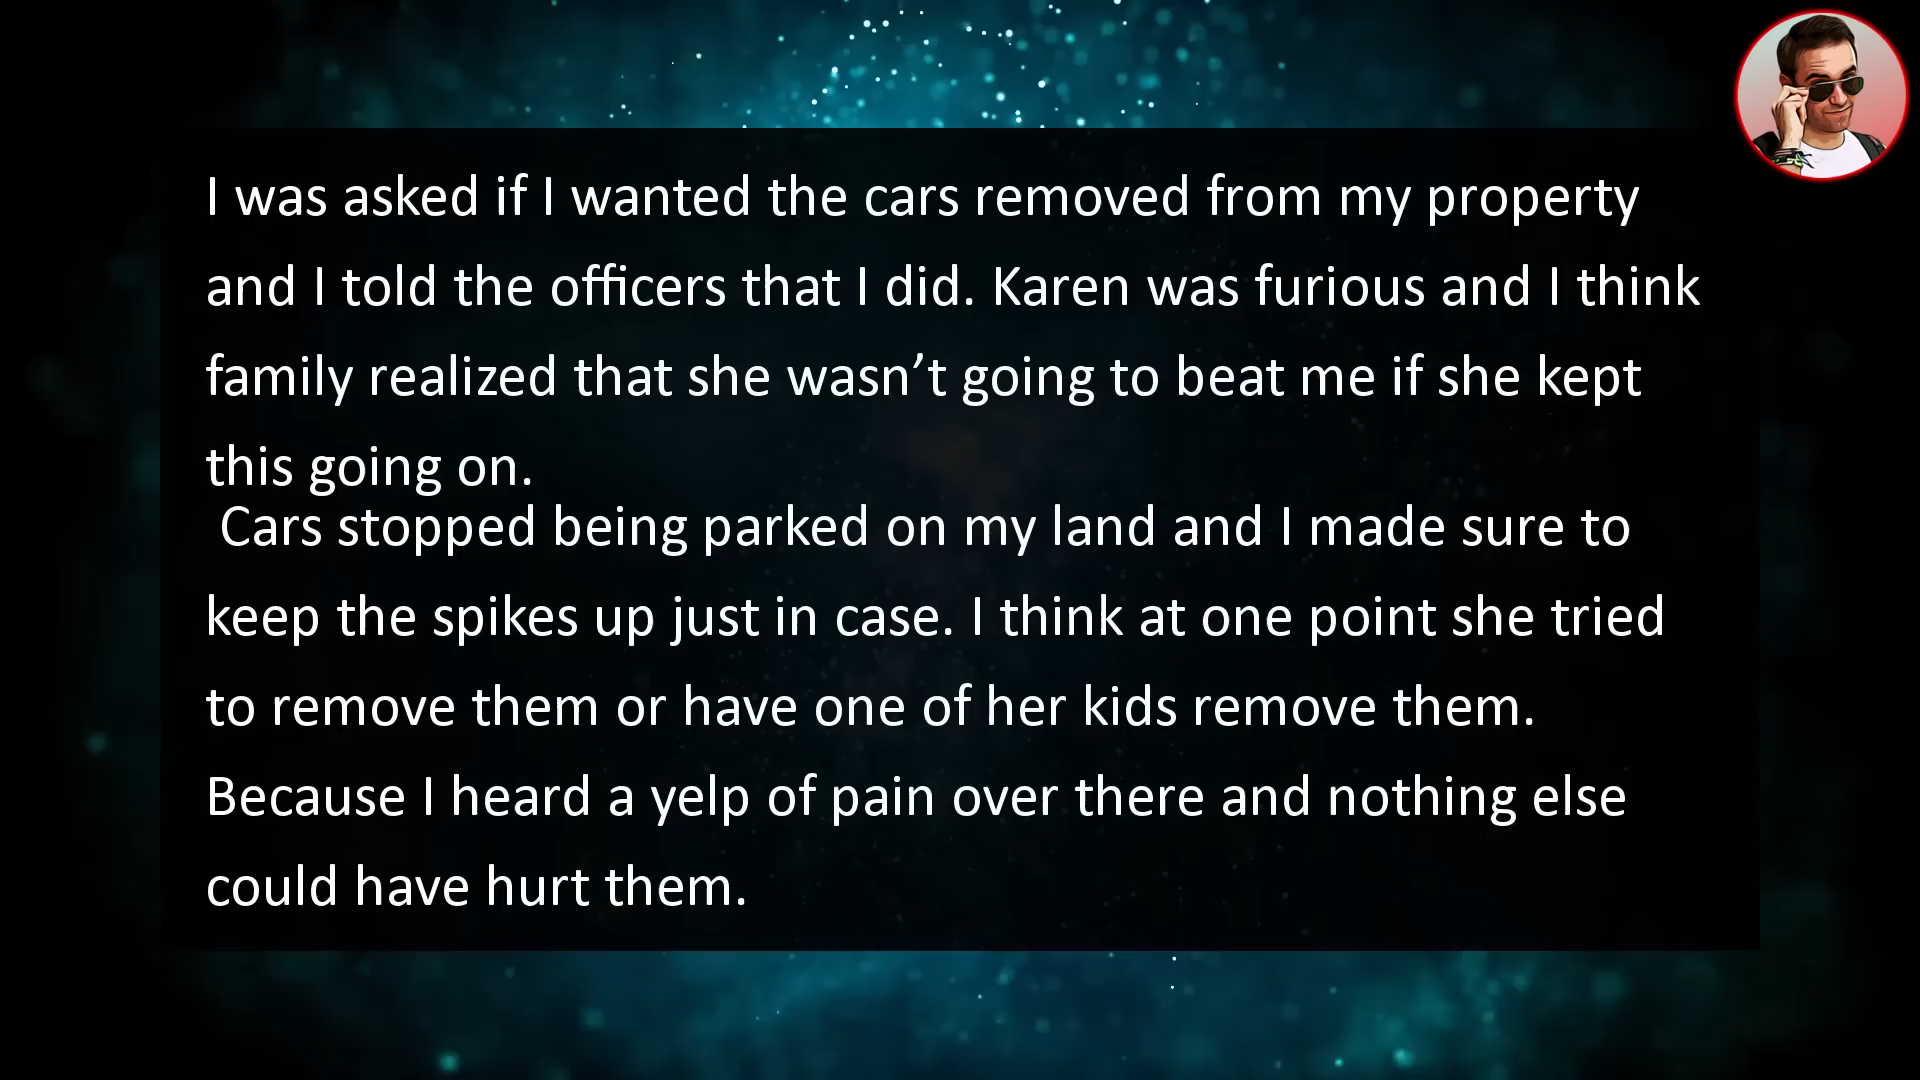 I was asked if I wanted the cars removed from my property
and I told the officers that I did. Karen was furious and I think
family realized that she wasn’t going to beat me if she kept
this going on.
Cars stopped being parked on my land and I made sure to
keep the spikes up just in case. I think at one point she tried
to remove them or have one of her kids remove them.
Because I heard a yelp of pain over there and nothing else
could have hurt them.